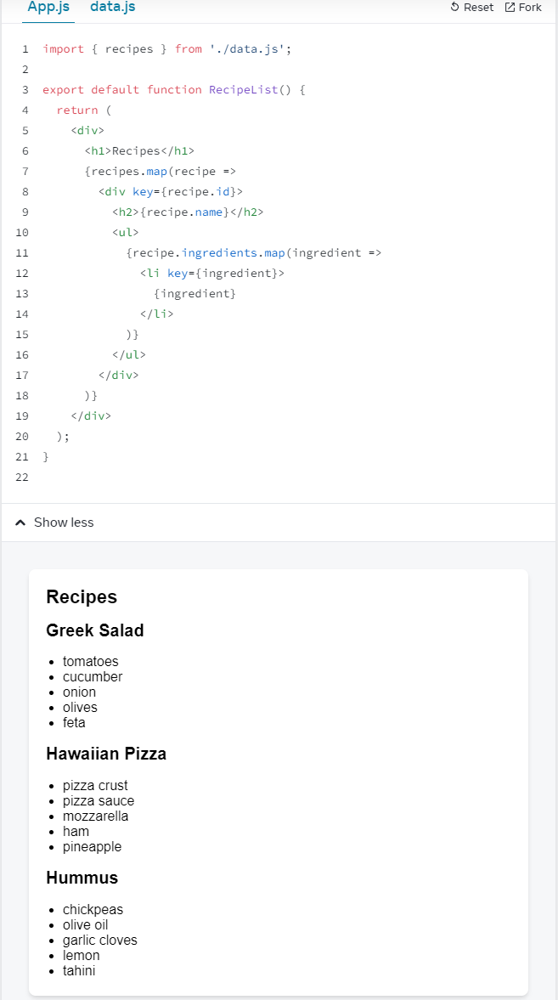 App.js data.js Reset Fork
1 import { recipes } from './data.js';
2
3 export default function RecipeList() {
4   return (
5     <div>
6       <h1>Recipes</h1>
7       {recipes.map(recipe =>
8         <div key={recipe.id}>
9           <h2>{recipe.name}</h2>
10           <ul>
11             {recipe.ingredients.map(ingredient =>
12               <li key={ingredient}>
13                 {ingredient}
14               </li>
15             )}
16           </ul>
17         </div>
18       )}
19     </div>
20   );
21 }
22
Show less
Recipes
Greek Salad
• tomatoes
• cucumber
• onion
• olives
• feta
Hawaiian Pizza
• pizza crust
• pizza sauce
• mozzarella
• ham
• pineapple
Hummus
• chickpeas
• olive oil
• garlic cloves
• lemon
• tahini